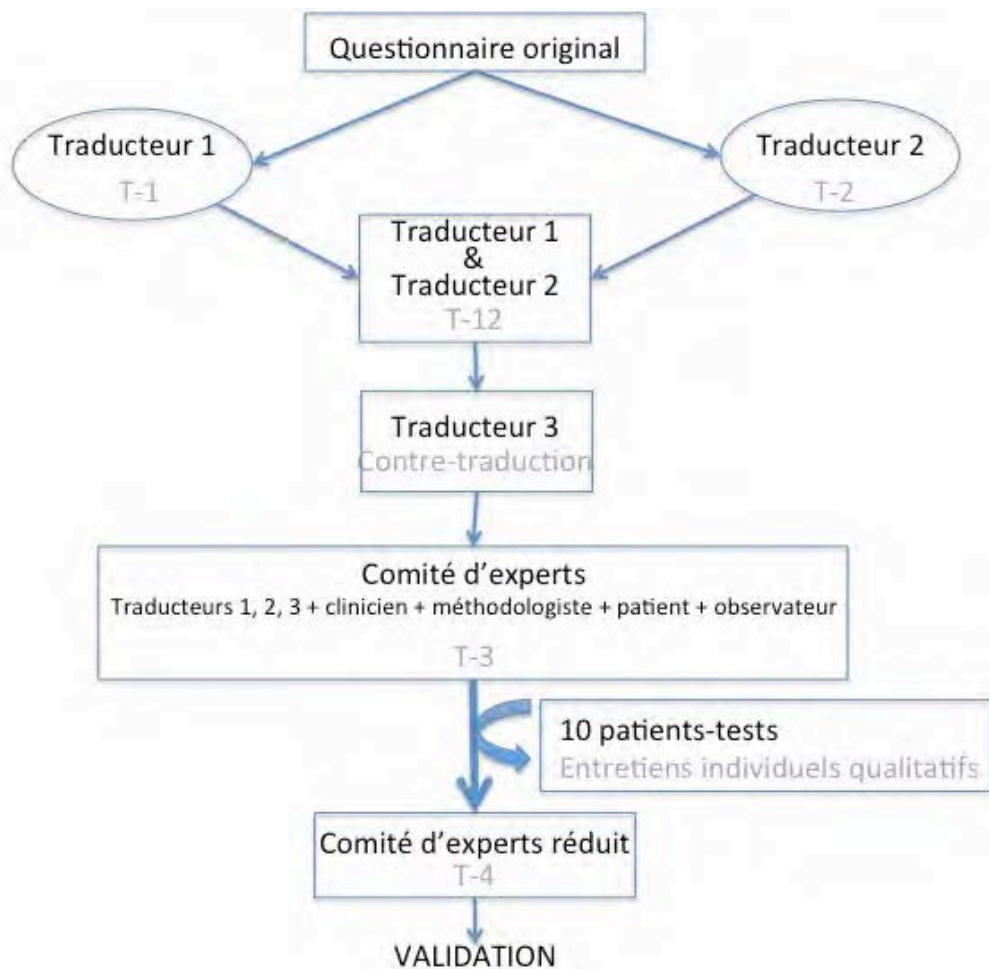 Questionnaire original
Traducteur 1
T-1
Traducteur 2
T-2
Traducteur 1
&
Traducteur 2
T-12
Traducteur 3
Contre-traduction
Comité d’experts
Traducteurs 1, 2, 3 + clinicien + méthodologiste + patient + observateur
T-3
10 patients-tests
Entretiens individuels qualitatifs
Comité d’experts réduit
T-4
VALIDATION